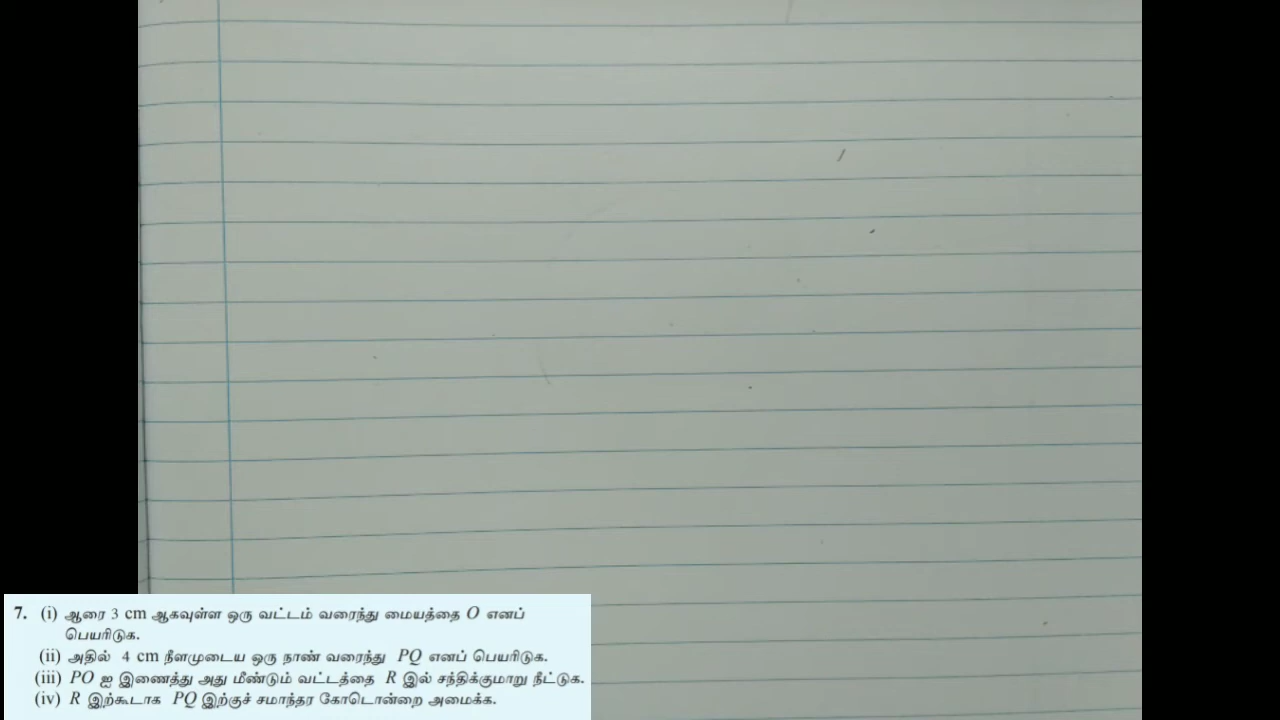 7. (i) ஆரை 3 cm ஆகவுள்ள ஒரு வட்டம் வரைந்து மையத்தை O எனப்
பெயரிடுக.
(ii) அதில் 4 cm நீளமுடைய ஒரு நாண் வரைந்து PQ எனப் பெயரிடுக.
(iii) PO ஐ இணைத்து அது மீண்டும் வட்டத்தை R இல் சந்திக்குமாறு நீட்டுக.
(iv) R இற்கூடாக PQ இற்குச் சமாந்தர கோடொன்றை அமைக்க.